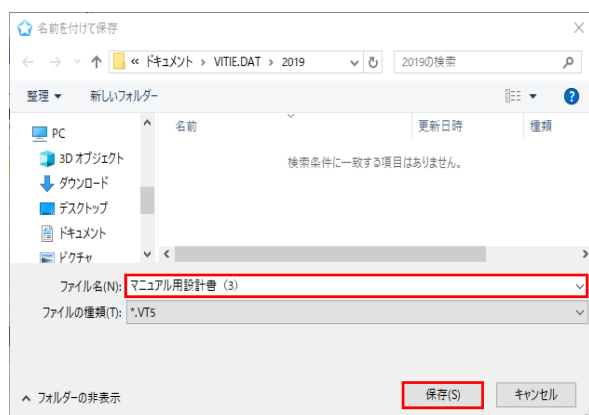 名前を付けて保存
« ドキュメント › VITIE.DAT › 2019
2019の検索
整理 新しいフォルダー
名前 更新日時 種類
PC
3D オブジェクト
ダウンロード
デスクトップ
ドキュメント
ピクチャ
検索条件に一致する項目はありません。
ファイル名(N): マニュアル用設計書（3）
ファイルの種類(T): *.VT5
フォルダーの非表示
保存(S) キャンセル